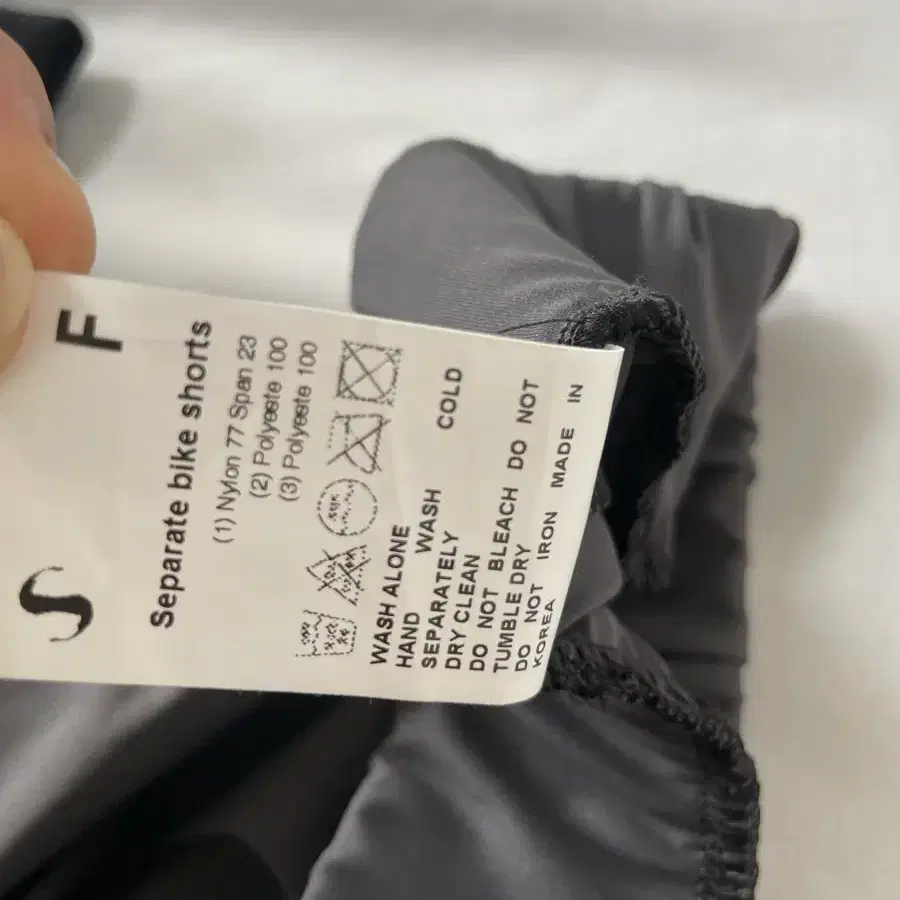 S F
Separate bike shorts
(1) Nylon 77 Span 23
(2) Polyeste 100
(3) Polyeste 100
WASH ALONE
HAND WASH COLD
SEPARATELY
DRY CLEAN
DO NOT BLEACH DO NOT
TUMBLE DRY
DO NOT IRON MADE IN
KOREA